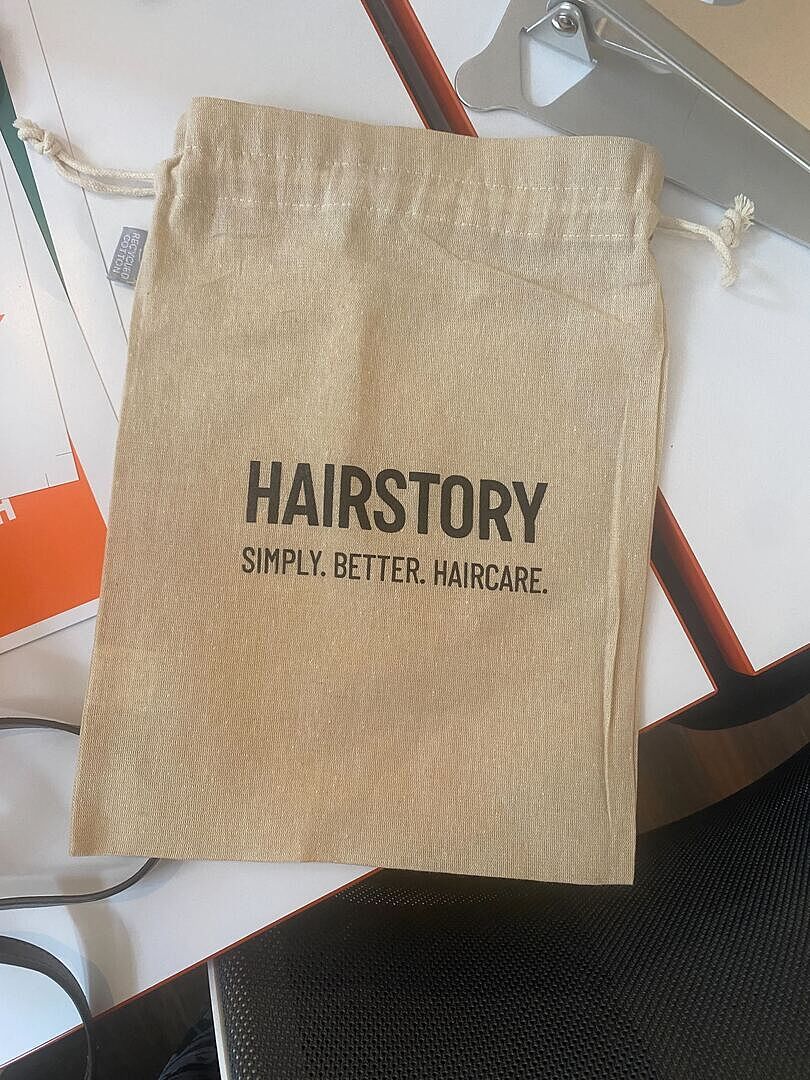 RECYCLED
COTTON
HAIRSTORY
SIMPLY. BETTER. HAIRCARE.
H